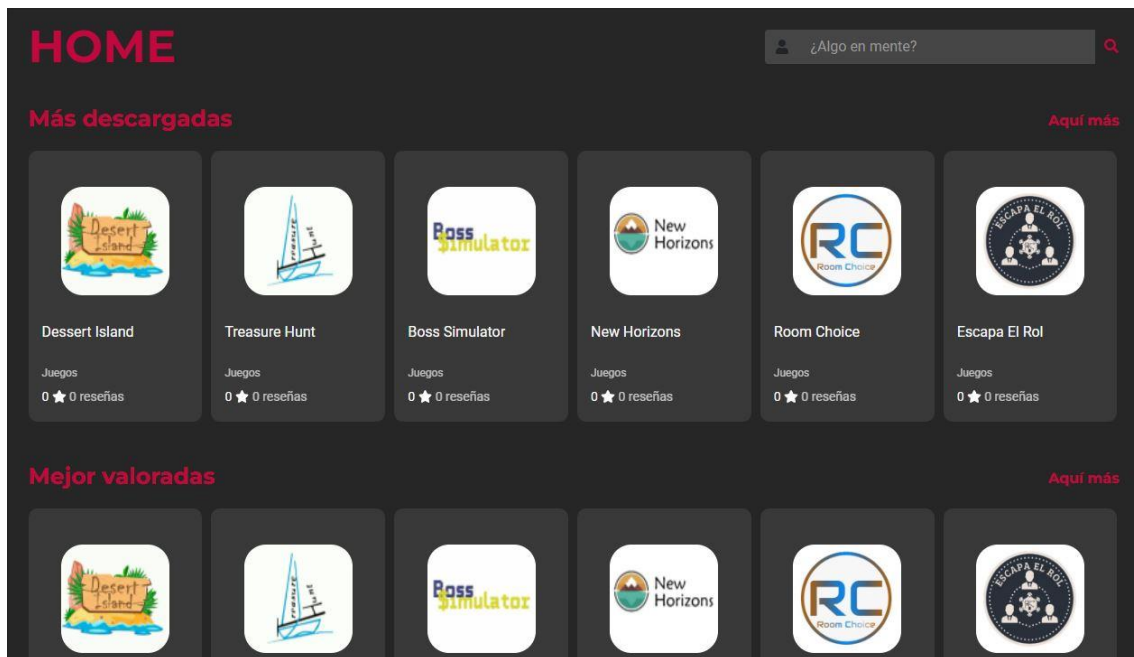 HOME
¿Algo en mente?
Más descargadas
Aquí más
Desert
Island
Treasure
Hunt
Boss
$imulator
New
Horizons
RC
Room Choice
ESCAPA EL ROL
Dessert Island
Treasure Hunt
Boss Simulator
New Horizons
Room Choice
Escapa El Rol
Juegos
Juegos
Juegos
Juegos
Juegos
Juegos
0 ★ 0 reseñas
0 ★ 0 reseñas
0 ★ 0 reseñas
0 ★ 0 reseñas
0 ★ 0 reseñas
0 ★ 0 reseñas
Mejor valoradas
Aquí más
Desert
Island
Treasure
Hunt
Boss
$imulator
New
Horizons
RC
Room Choice
ESCAPA EL ROL